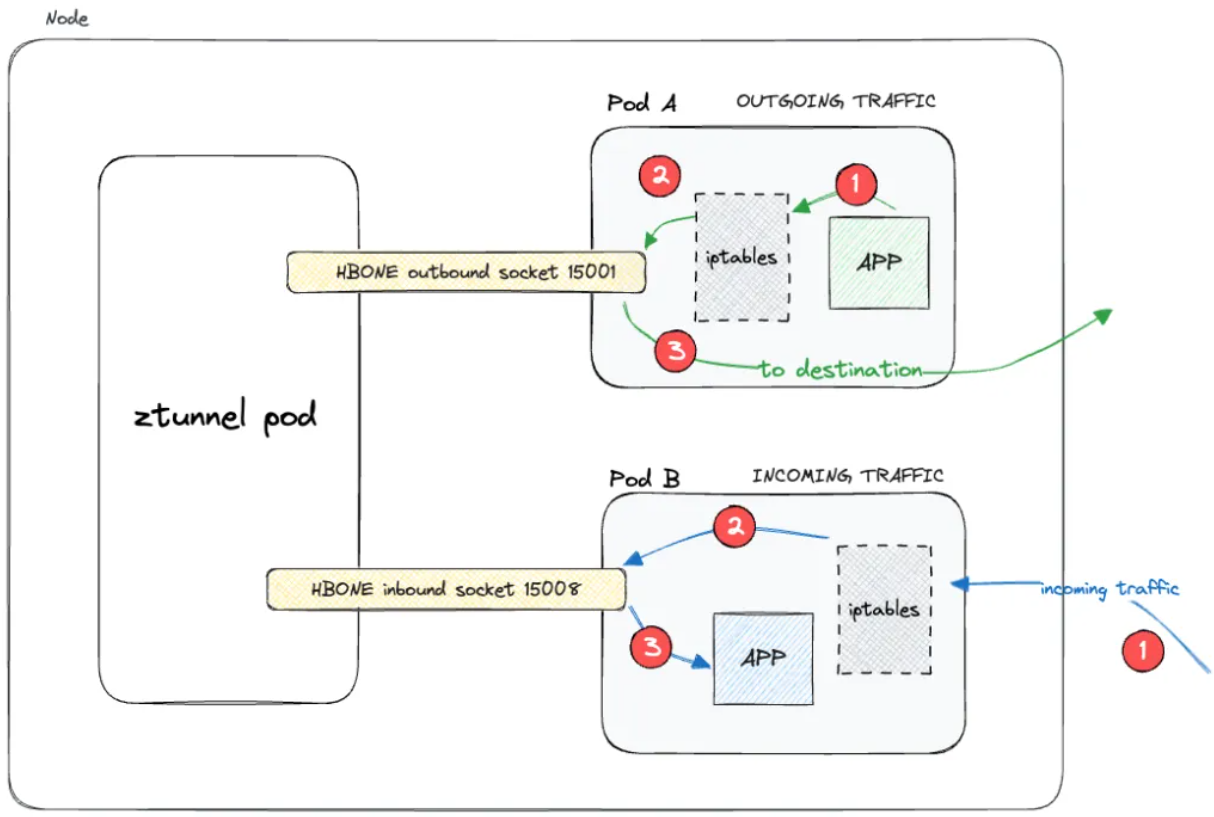 Node
Pod A
OUTGOING TRAFFIC
2
1
iptables
APP
HBONE outbound socket 15001
3
to destination
ztunnel pod
Pod B
INCOMING TRAFFIC
2
HBONE inbound socket 15008
iptables
incoming traffic
3
APP
1